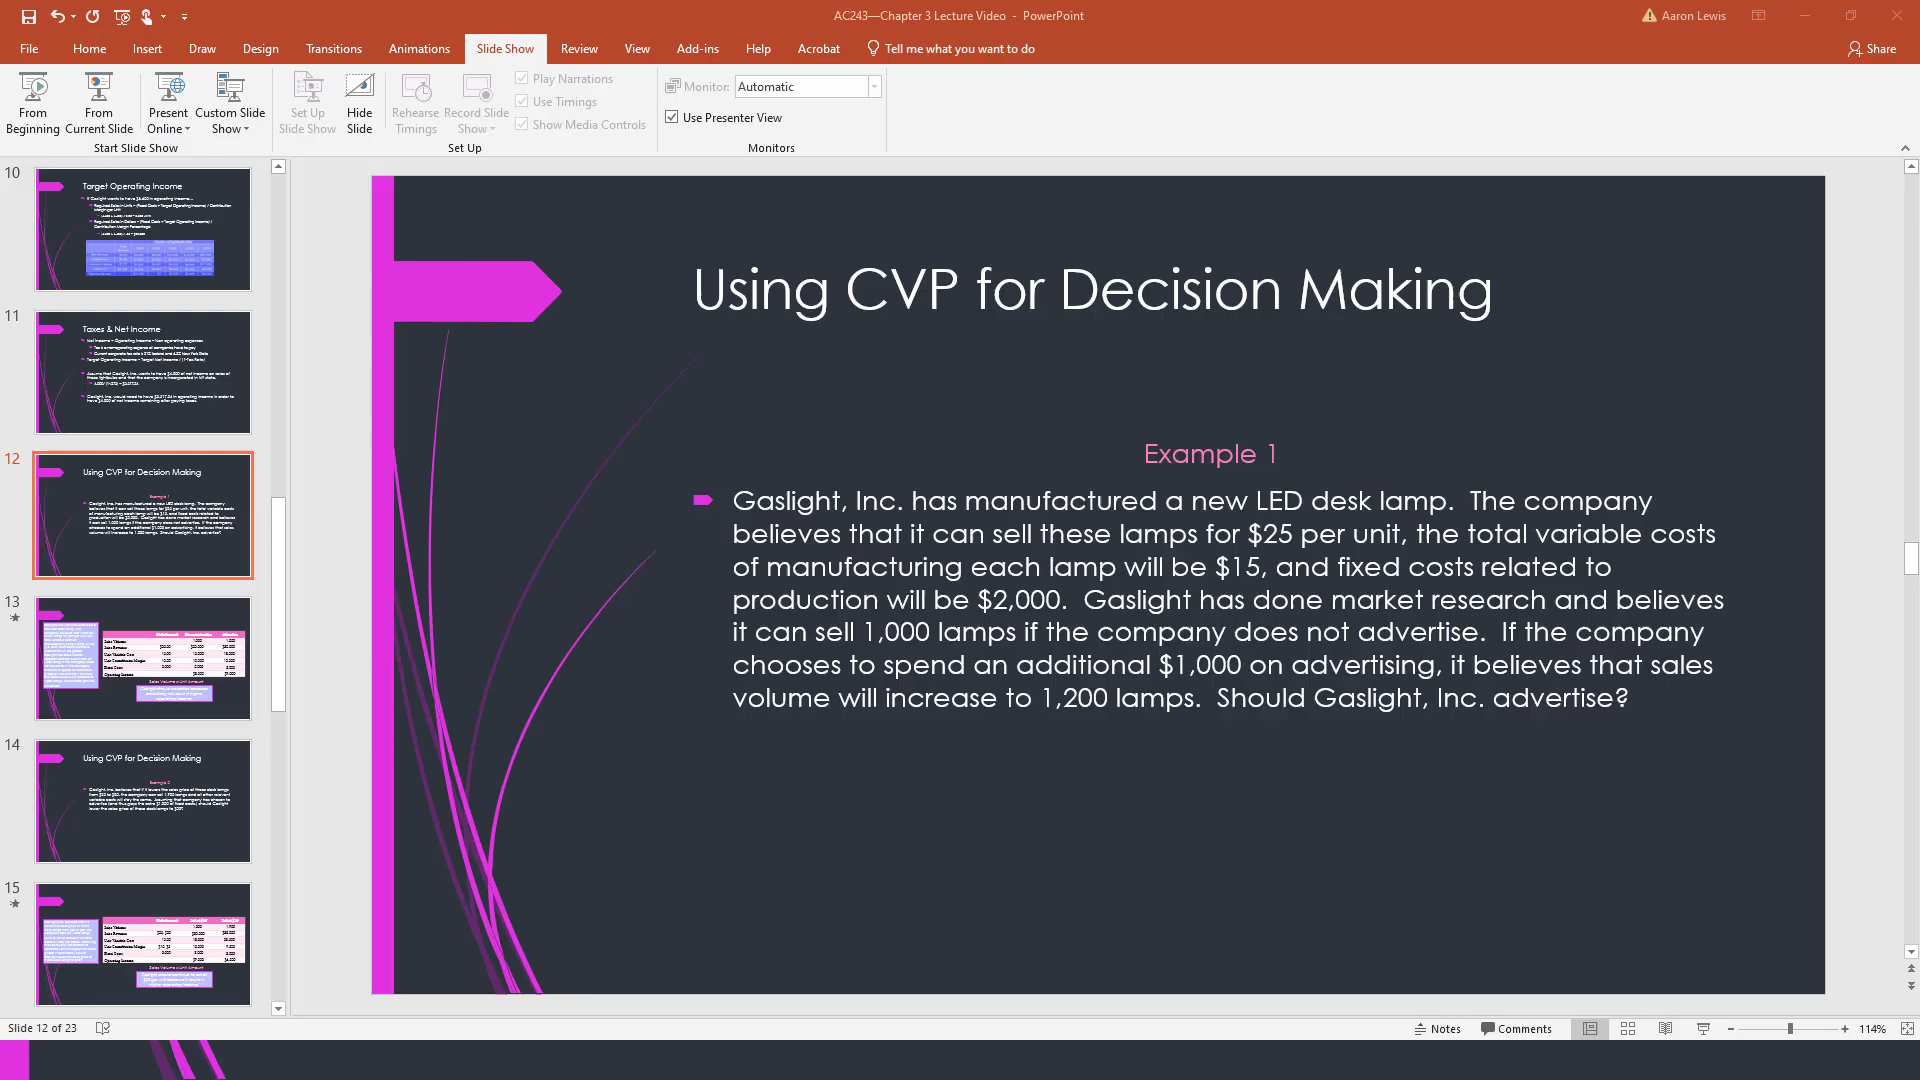 AC243—Chapter 3 Lecture Video - PowerPoint
Aaron Lewis
File Home Insert Draw Design Transitions Animations Slide Show Review View Add-ins Help Acrobat Tell me what you want to do
Share
From Beginning
From Current Slide
Present Online
Custom Slide Show
Set Up Slide Show
Hide Slide
Rehearse Timings
Record Slide Show
Play Narrations
Use Timings
Show Media Controls
Monitor: Automatic
Use Presenter View
Start Slide Show
Set Up
Monitors
10
Target Operating Income
11
Taxes & Net Income
12
Using CVP for Decision Making
13
14
Using CVP for Decision Making
15
Using CVP for Decision Making
Example 1
Gaslight, Inc. has manufactured a new LED desk lamp. The company
believes that it can sell these lamps for $25 per unit, the total variable costs
of manufacturing each lamp will be $15, and fixed costs related to
production will be $2,000. Gaslight has done market research and believes
it can sell 1,000 lamps if the company does not advertise. If the company
chooses to spend an additional $1,000 on advertising, it believes that sales
volume will increase to 1,200 lamps. Should Gaslight, Inc. advertise?
Slide 12 of 23
Notes
Comments
114%